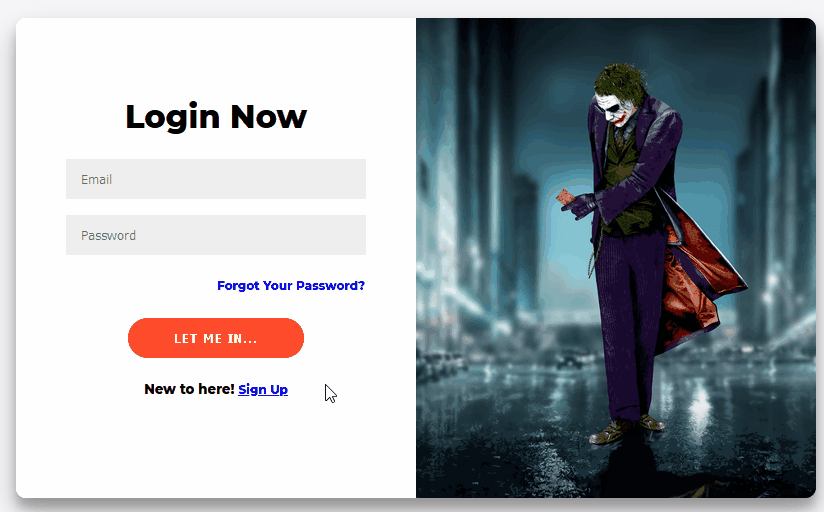 Login Now
Email
Password
Forgot Your Password?
LET ME IN...
New to here! Sign Up